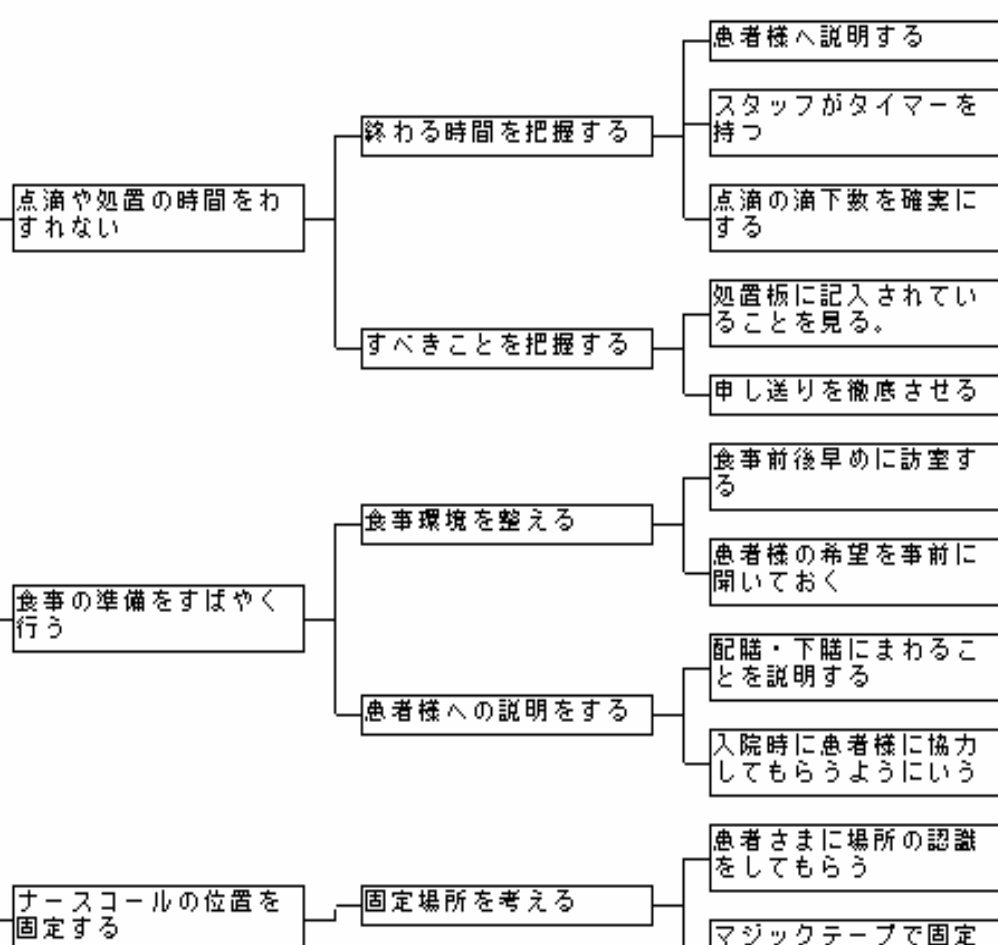 患者様へ説明する
スタッフがタイマーを
持つ
終わる時間を把握する
点滴や処置の時間をわ
すれない
点滴の滴下数を確実に
する
処置板に記入されてい
ることを見る。
すべきことを把握する
申し送りを徹底させる
食事前後早めに訪室す
る
食事環境を整える
患者様の希望を事前に
聞いておく
食事の準備をすばやく
行う
配膳・下膳にまわるこ
とを説明する
患者様への説明をする
入院時に患者様に協力
してもらうようにいう
患者さまに場所の認識
をしてもらう
ナースコールの位置を
固定する
固定場所を考える
マジックテープで固定